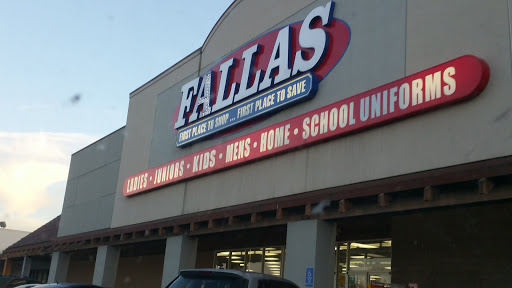 FALLAS
FIRST PLACE TO SHOP... FIRST PLACE TO SAVE
LADIES • JUNIORS • KIDS • MENS • HOME • SCHOOL UNIFORMS